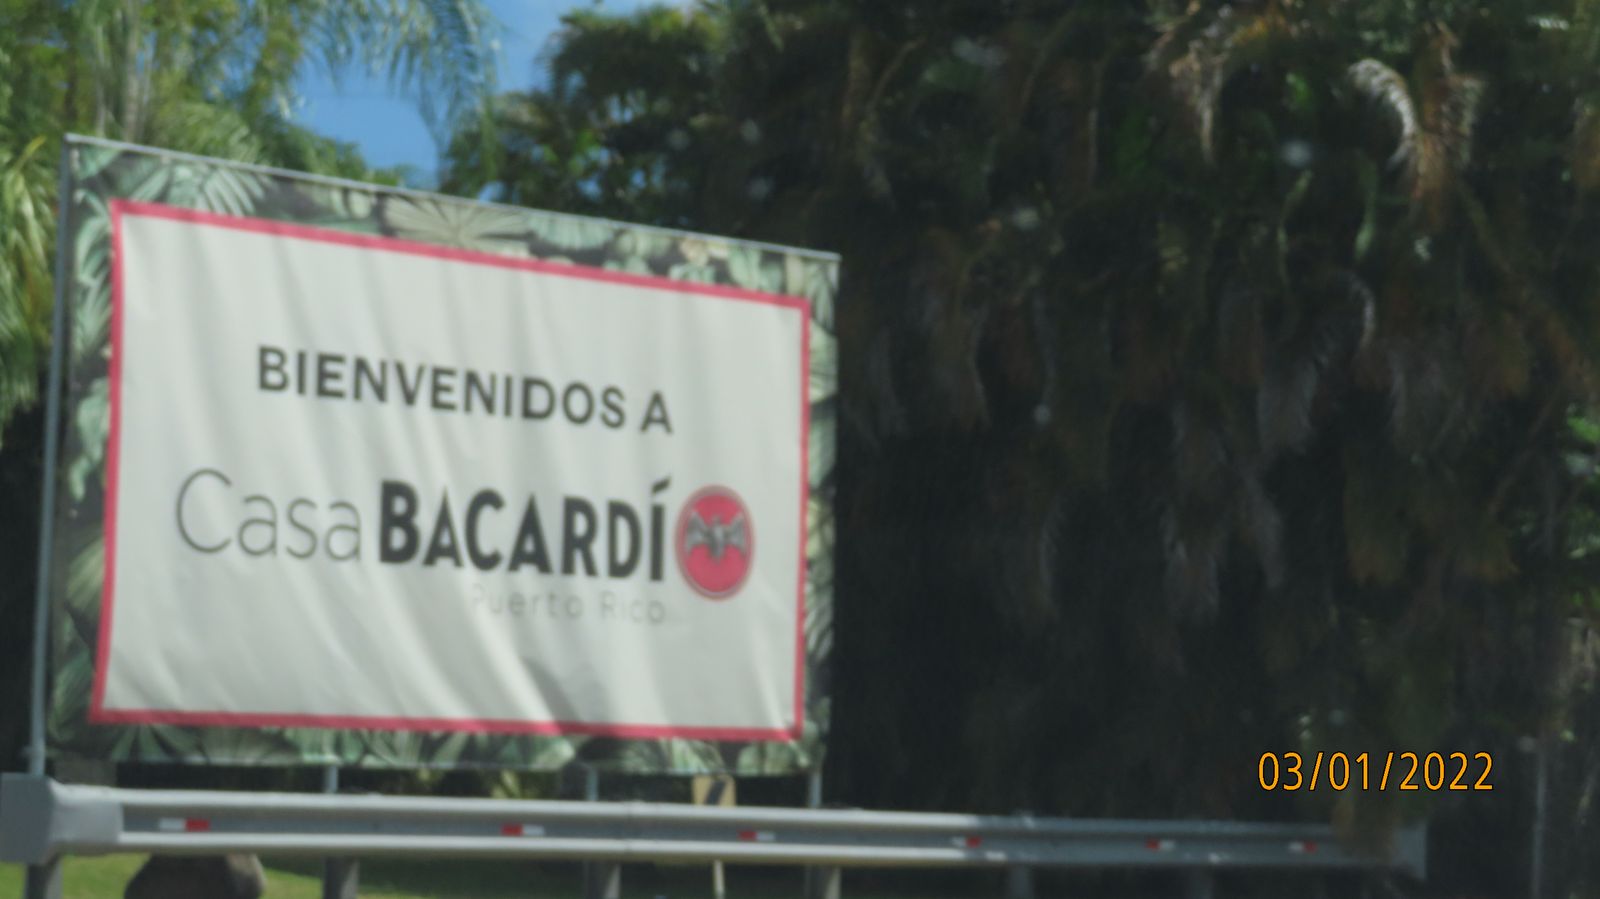 BIENVENIDOS A
Casa BACARDÍ
Puerto Rico
03/01/2022